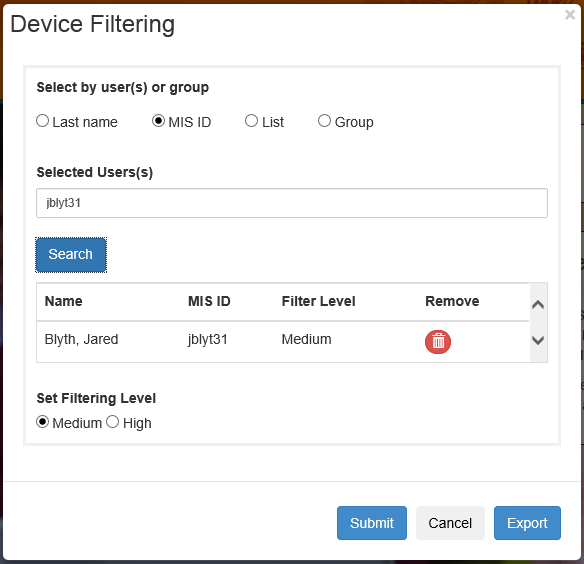 Device Filtering
×
Select by user(s) or group
Last name MIS ID List Group
Selected Users(s)
jblyt31
Search
Name MIS ID Filter Level Remove
Blyth, Jared jblyt31 Medium
Set Filtering Level
Medium High
Submit Cancel Export